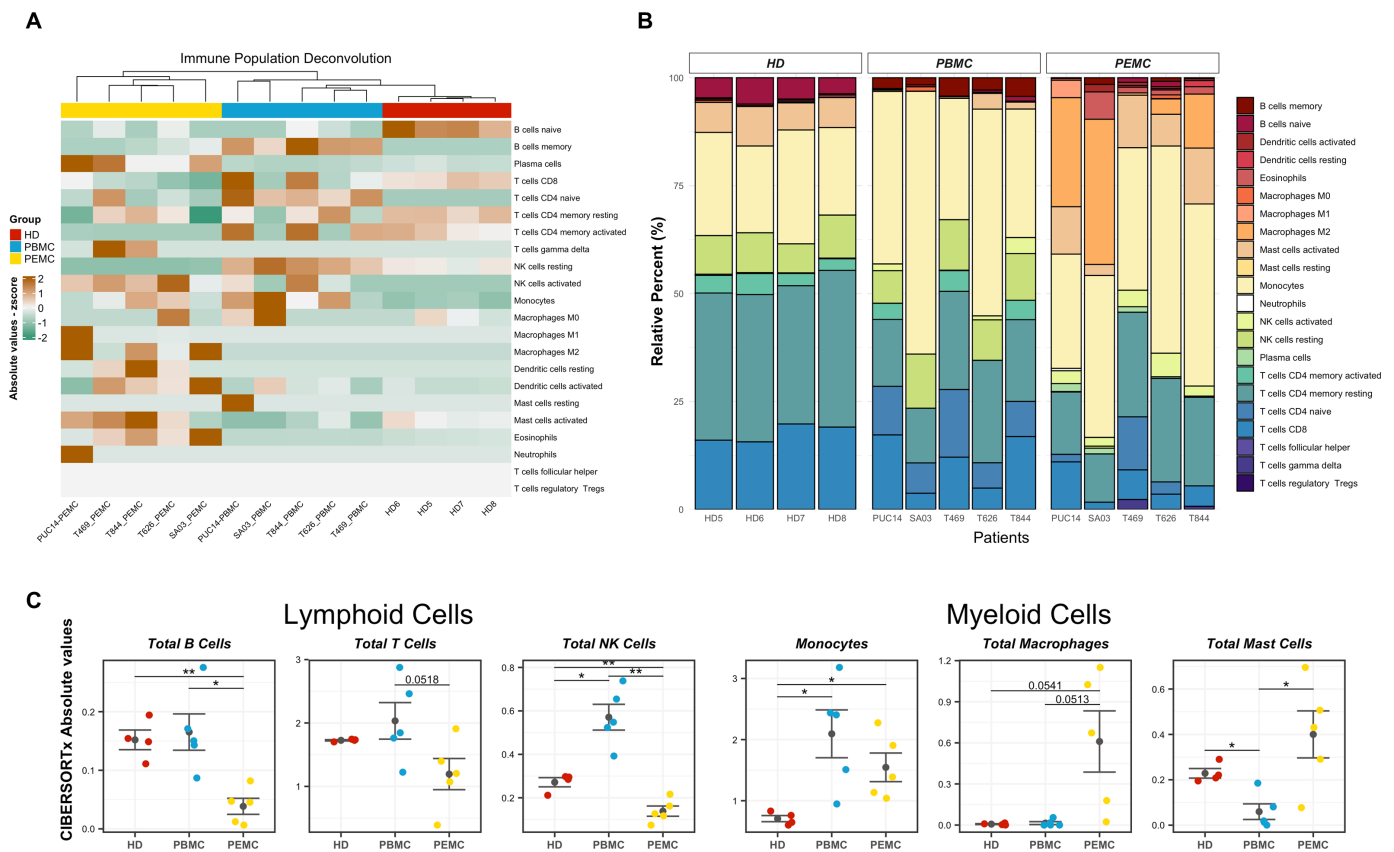 A
Immune Population Deconvolution
B cells naive
B cells memory
Plasma cells
T cells CD8
T cells CD4 naive
T cells CD4 memory resting
T cells CD4 memory activated
T cells gamma delta
NK cells resting
NK cells activated
Monocytes
Macrophages M0
Macrophages M1
Macrophages M2
Dendritic cells resting
Dendritic cells activated
Mast cells resting
Mast cells activated
Eosinophils
Neutrophils
T cells follicular helper
T cells regulatory Tregs
Group
HD
PBMC
PEMC
Absolute values - zscore
2
1
0
-1
-2
PUC14-PEMC
T469_PEMC
T844_PEMC
T626_PEMC
SA03_PEMC
PUC14-PBMC
SA03_PBMC
T844_PBMC
T626_PBMC
T469_PBMC
HD6
HD5
HD7
HD8
B
HD
PBMC
PEMC
Relative Percent (%)
100
75
50
25
0
HD5 HD6 HD7 HD8
PUC14 SA03 T469 T626 T844
PUC14 SA03 T469 T626 T844
Patients
B cells memory
B cells naive
Dendritic cells activated
Dendritic cells resting
Eosinophils
Macrophages M0
Macrophages M1
Macrophages M2
Mast cells activated
Mast cells resting
Monocytes
Neutrophils
NK cells activated
NK cells resting
Plasma cells
T cells CD4 memory activated
T cells CD4 memory resting
T cells CD4 naive
T cells CD8
T cells follicular helper
T cells gamma delta
T cells regulatory Tregs
C
Lymphoid Cells
Myeloid Cells
CIBERSORTx Absolute values
Total B Cells
**
*
0.2
0.1
0.0
HD PBMC PEMC
Total T Cells
0.0518
3
2
1
HD PBMC PEMC
Total NK Cells
**
* **
0.8
0.6
0.4
0.2
HD PBMC PEMC
Monocytes
*
*
3
2
1
HD PBMC PEMC
Total Macrophages
0.0541
0.0513
1.2
0.9
0.6
0.3
0.0
HD PBMC PEMC
Total Mast Cells
*
*
0.6
0.4
0.2
0.0
HD PBMC PEMC